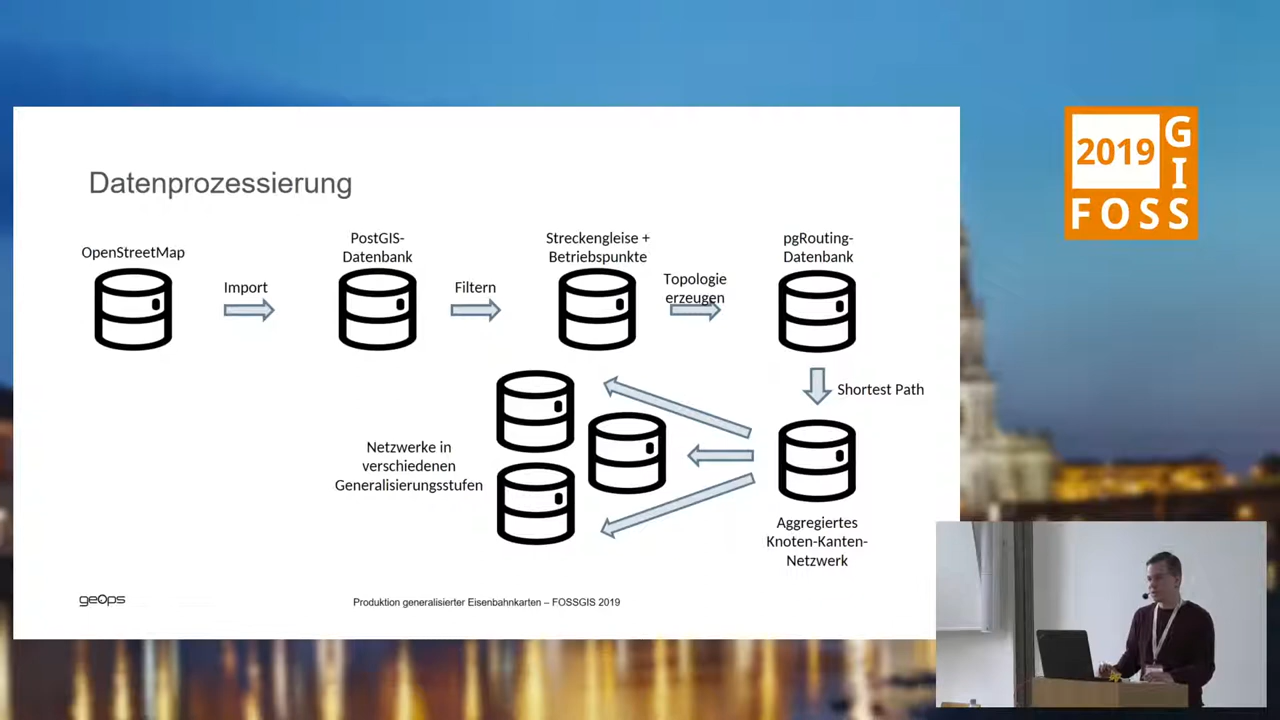 Datenprozessierung
OpenStreetMap
Import
PostGIS-
Datenbank
Filtern
Streckengleise +
Betriebspunkte
Topologie
erzeugen
pgRouting-
Datenbank
Shortest Path
Aggregiertes
Knoten-Kanten-
Netzwerk
Netzwerke in
verschiedenen
Generalisierungsstufen
geOps
Produktion generalisierter Eisenbahnkarten – FOSSGIS 2019
2019
GIS
FOSS